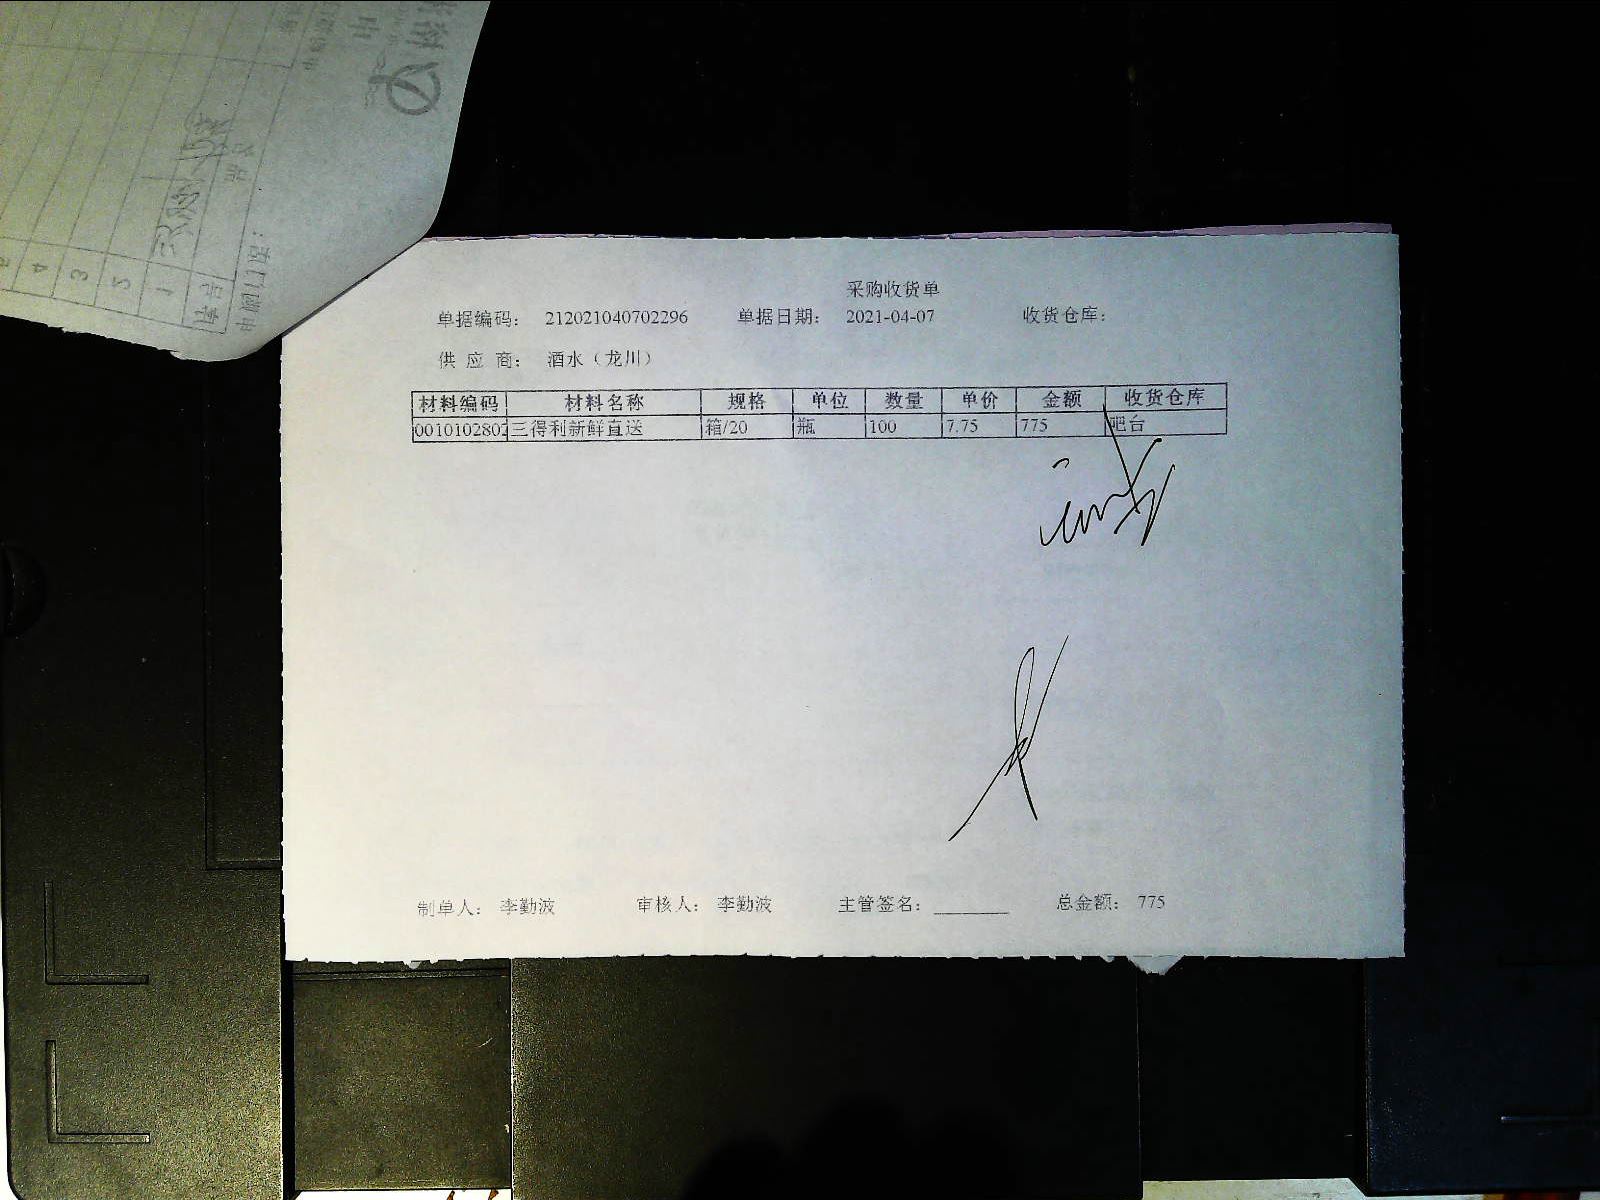 采购收货单
单据编码： 212021040702296 单据日期： 2021-04-07 收货仓库：
供 应 商： 酒水（龙川）
材料编码 材料名称 规格 单位 数量 单价 金额 收货仓库
0010102802 三得利新鲜直送 箱/20 瓶 100 7.75 775 吧台
制单人： 李勤波 审核人： 李勤波 主管签名： ________ 总金额： 775